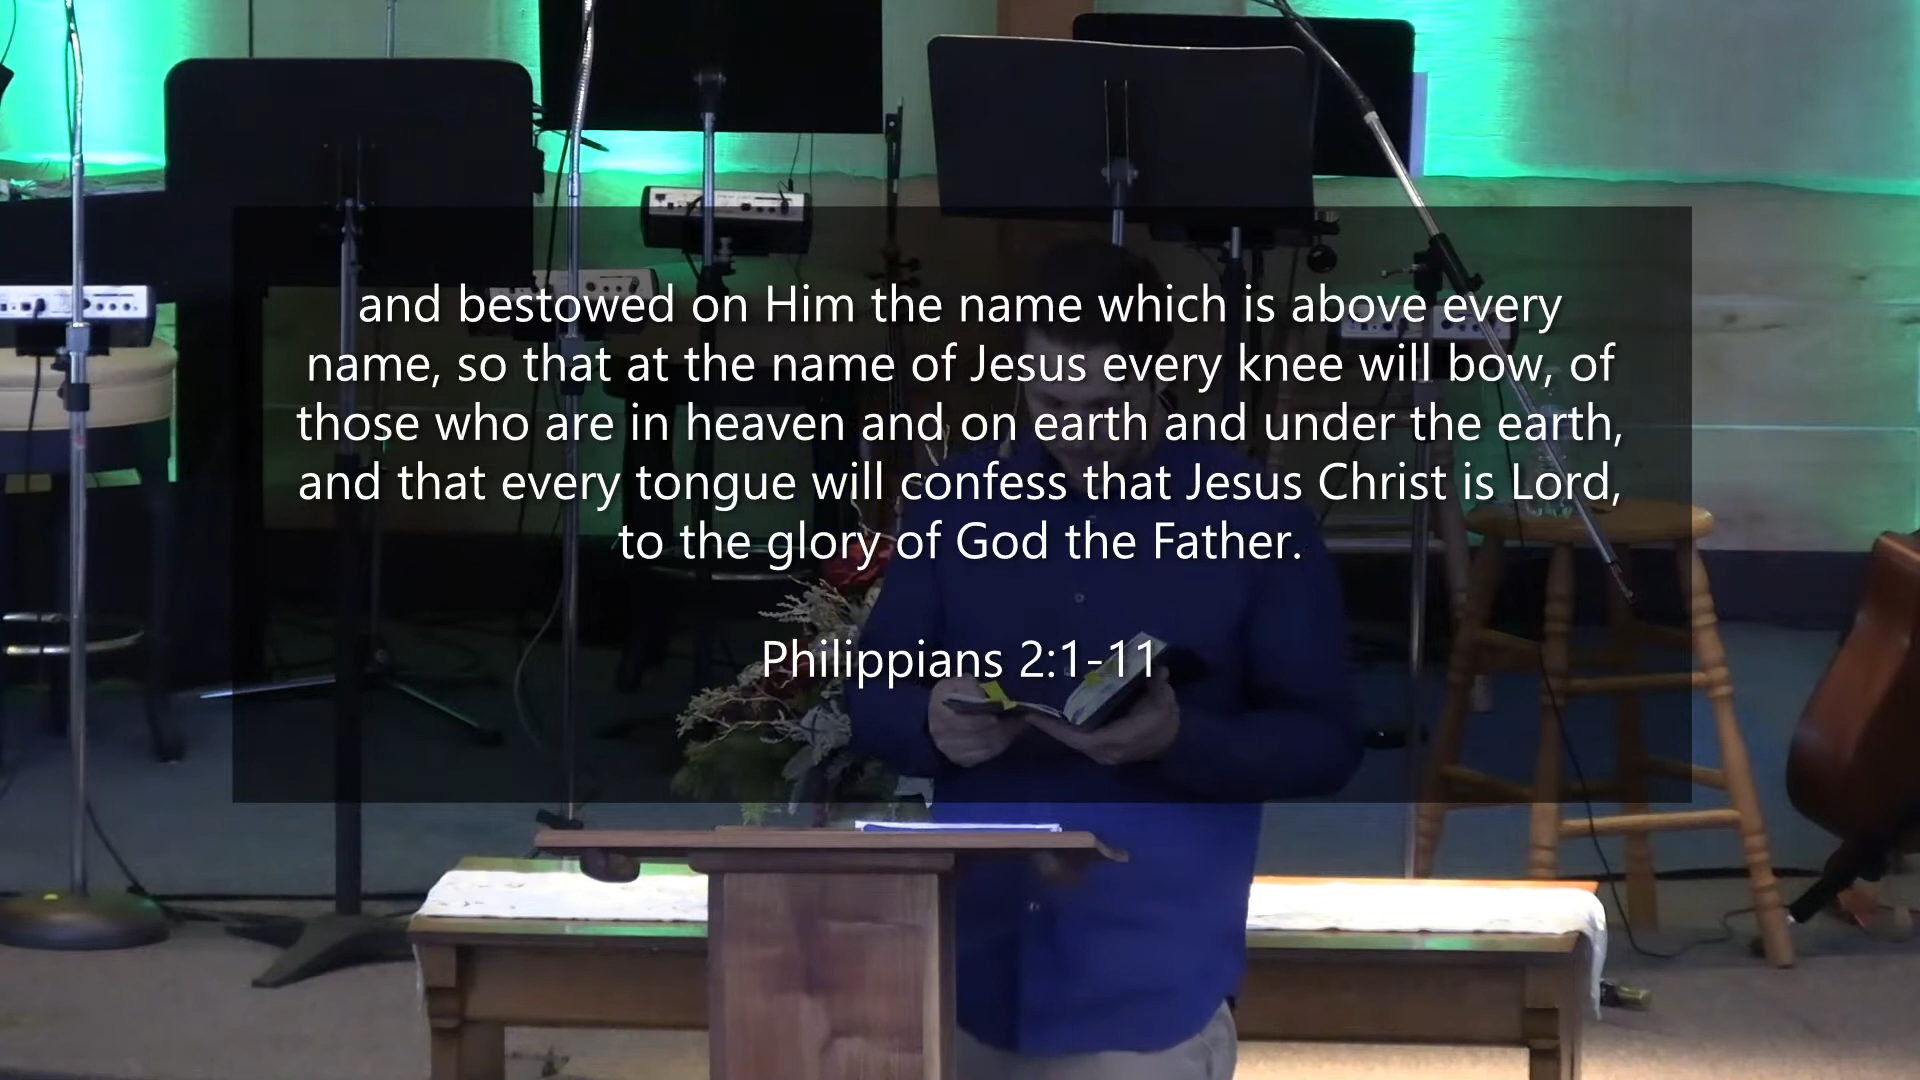 and bestowed on Him the name which is above every
name, so that at the name of Jesus every knee will bow, of
those who are in heaven and on earth and under the earth,
and that every tongue will confess that Jesus Christ is Lord,
to the glory of God the Father.
Philippians 2:1-11